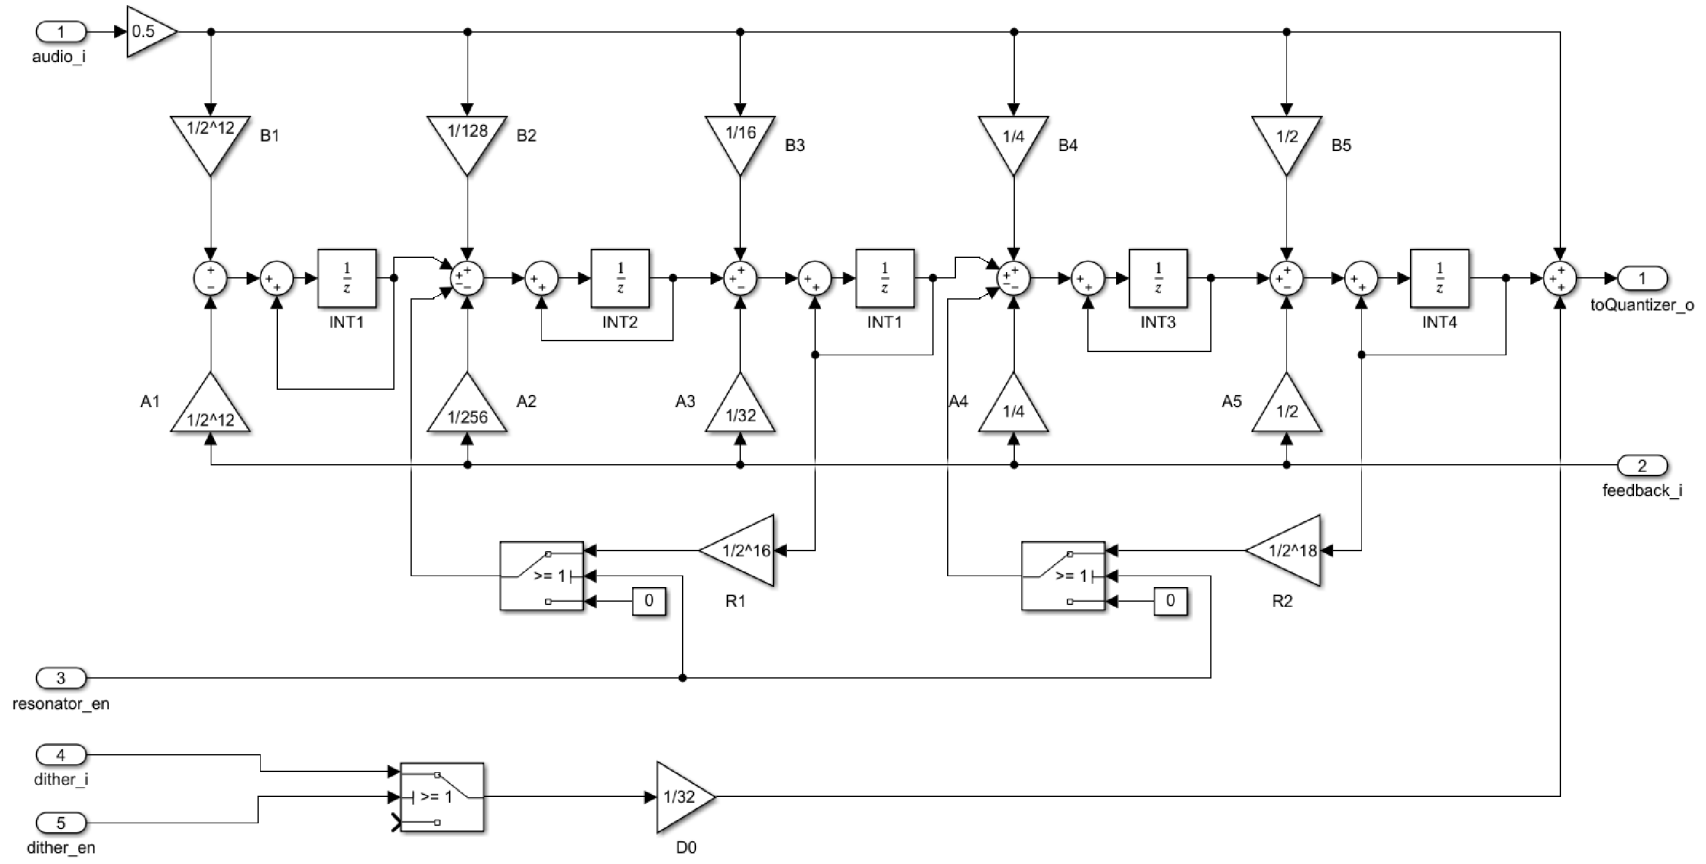 1
audio_i
0.5
1/2^12
B1
1/128
B2
1/16
B3
1/4
B4
1/2
B5
+
−
+
+
1
z
INT1
+
+
−
−
+
+
1
z
INT2
+
+
−
+
+
1
z
INT1
+
+
−
−
+
+
1
z
INT3
+
+
−
+
+
1
z
INT4
+
+
+
1
toQuantizer_o
A1
1/2^12
1/256
A2
A3
1/32
A4
1/4
A5
1/2
2
feedback_i
>= 1
0
1/2^16
R1
>= 1
0
1/2^18
R2
3
resonator_en
4
dither_i
5
dither_en
>= 1
1/32
D0